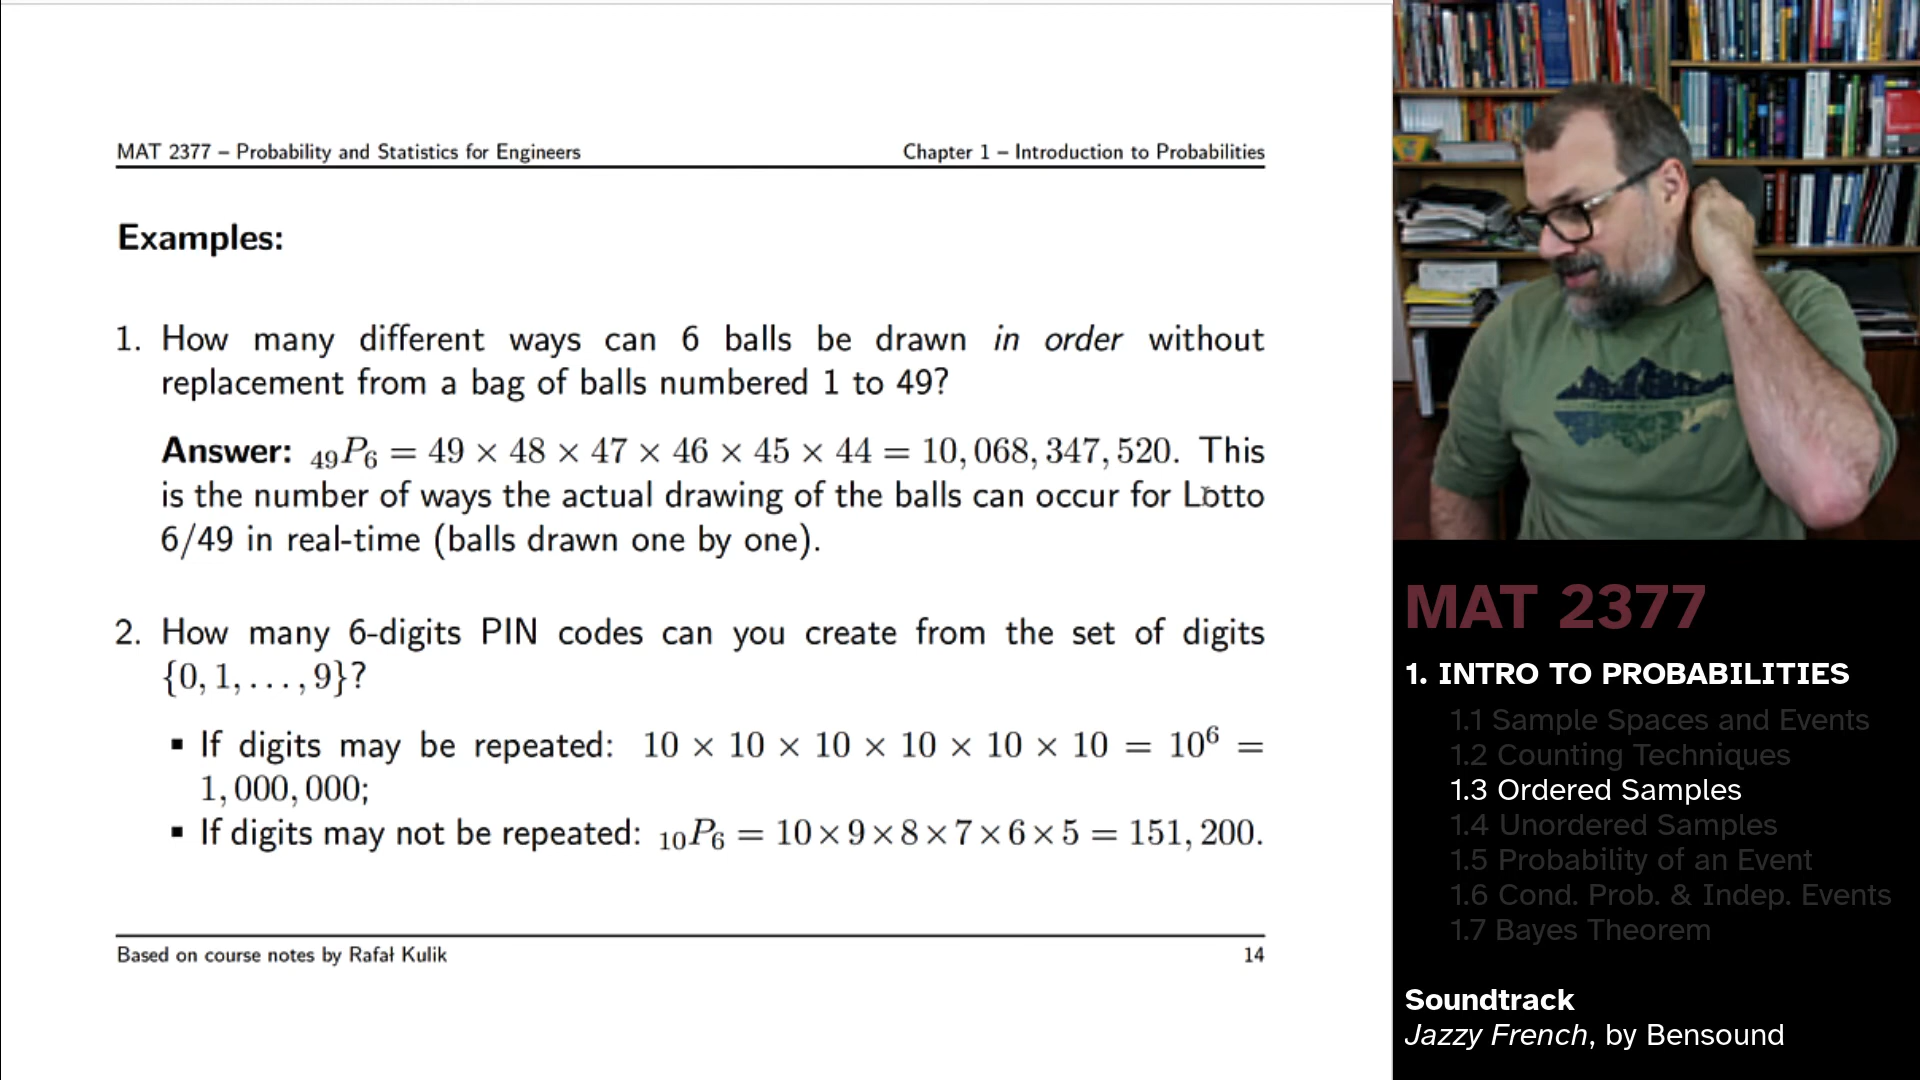 MAT 2377 – Probability and Statistics for Engineers
Chapter 1 – Introduction to Probabilities
Examples:
1. How many different ways can 6 balls be drawn in order without
replacement from a bag of balls numbered 1 to 49?
Answer: ₄₉P₆ = 49 × 48 × 47 × 46 × 45 × 44 = 10, 068, 347, 520. This
is the number of ways the actual drawing of the balls can occur for Lotto
6/49 in real-time (balls drawn one by one).
2. How many 6-digits PIN codes can you create from the set of digits
{0, 1, . . . , 9}?
▪ If digits may be repeated: 10 × 10 × 10 × 10 × 10 × 10 = 10⁶ =
1, 000, 000;
▪ If digits may not be repeated: ₁₀P₆ = 10×9×8×7×6×5 = 151, 200.
Based on course notes by Rafał Kulik
14
MAT 2377
1. INTRO TO PROBABILITIES
1.1 Sample Spaces and Events
1.2 Counting Techniques
1.3 Ordered Samples
1.4 Unordered Samples
1.5 Probability of an Event
1.6 Cond. Prob. & Indep. Events
1.7 Bayes Theorem
Soundtrack
Jazzy French, by Bensound